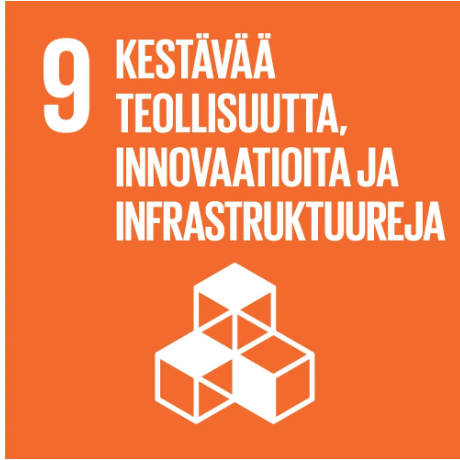 9 KESTÄVÄÄ
TEOLLISUUTTA,
INNOVAATIOITA JA
INFRASTRUKTUUREJA